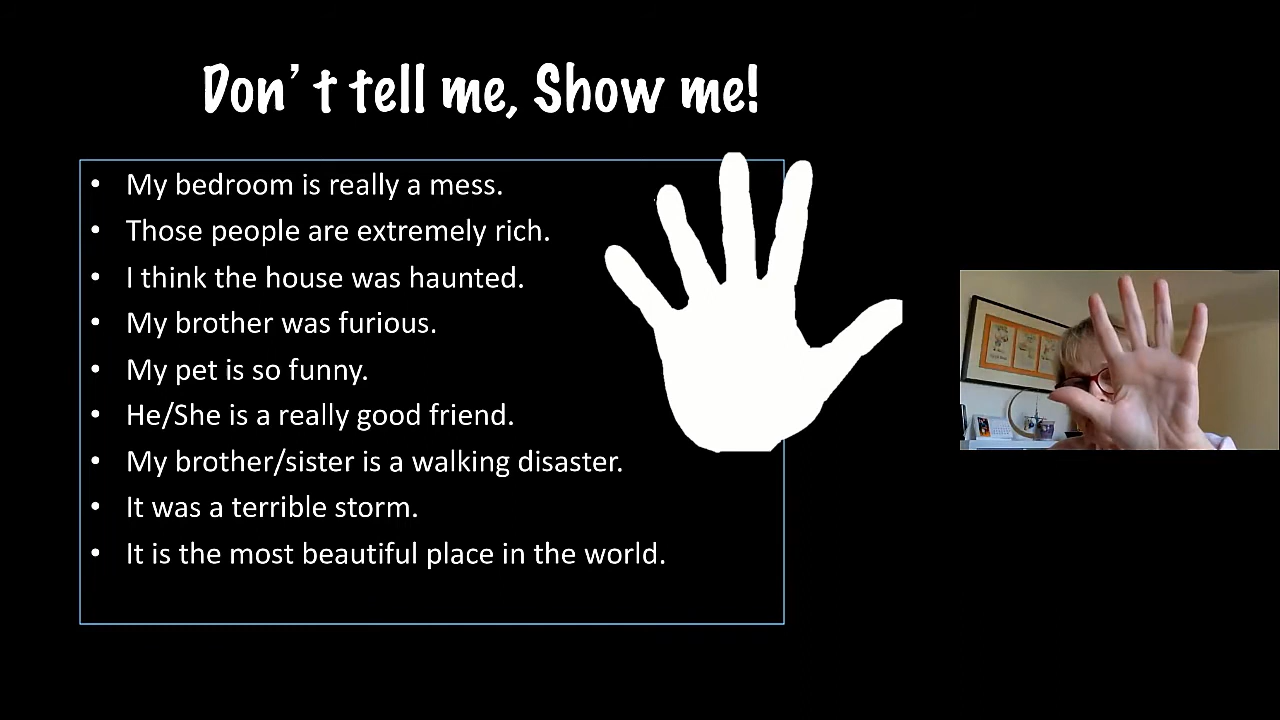 Don't tell me, Show me!
• My bedroom is really a mess.
• Those people are extremely rich.
• I think the house was haunted.
• My brother was furious.
• My pet is so funny.
• He/She is a really good friend.
• My brother/sister is a walking disaster.
• It was a terrible storm.
• It is the most beautiful place in the world.